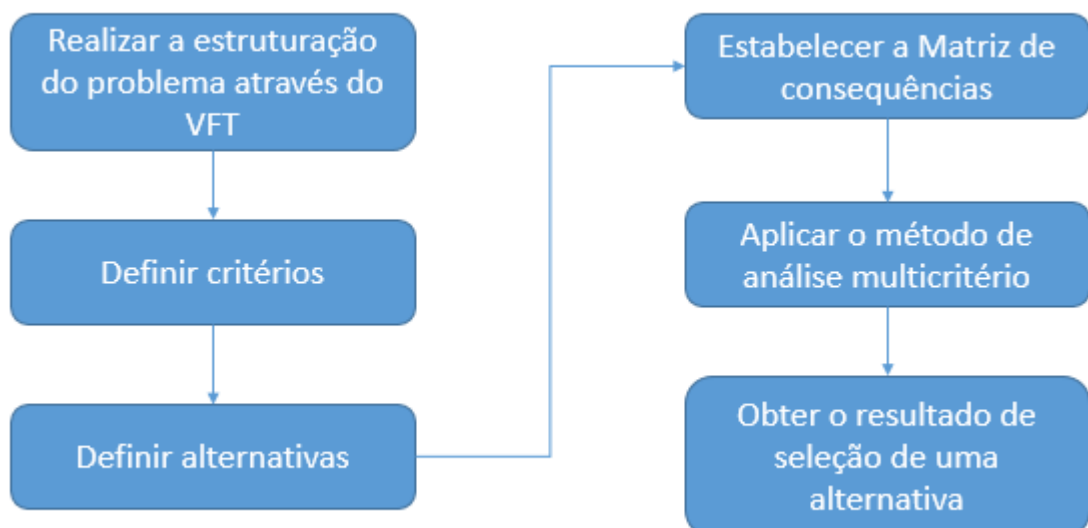 Realizar a estruturação
do problema através do
VFT
Definir critérios
Definir alternativas
Estabelecer a Matriz de
consequências
Aplicar o método de
análise multicritério
Obter o resultado de
seleção de uma
alternativa